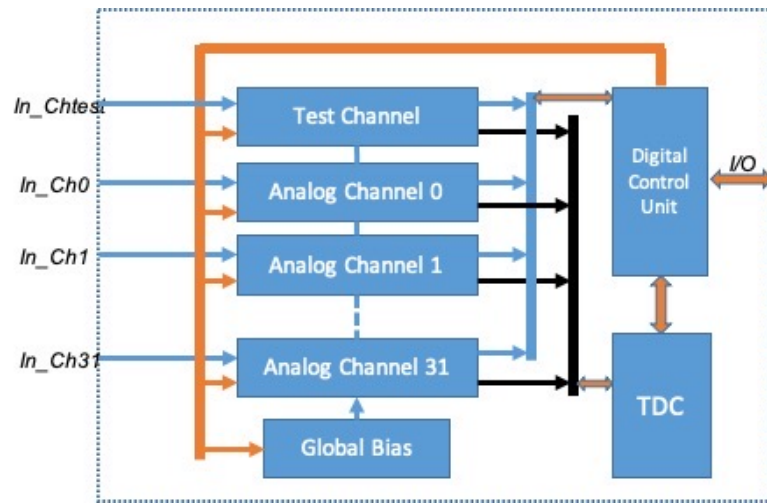 In_Chtest
Test Channel
In_Ch0
Analog Channel 0
In_Ch1
Analog Channel 1
In_Ch31
Analog Channel 31
Global Bias
Digital
Control
Unit
I/O
TDC